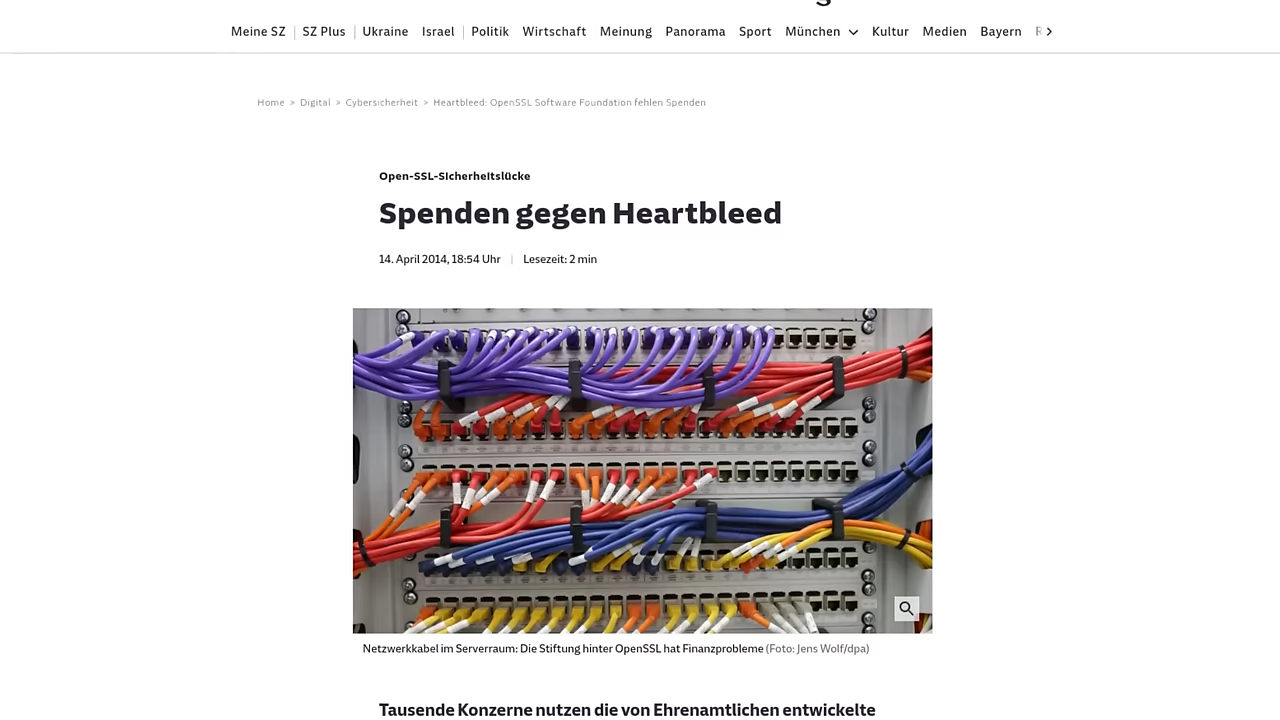 Meine SZ | SZ Plus | Ukraine Israel | Politik Wirtschaft Meinung Panorama Sport München Kultur Medien Bayern
Home > Digital > Cybersicherheit > Heartbleed: OpenSSL Software Foundation fehlen Spenden
Open-SSL-Sicherheitslücke
Spenden gegen Heartbleed
14. April 2014, 18:54 Uhr | Lesezeit: 2 min
Netzwerkkabel im Serverraum: Die Stiftung hinter OpenSSL hat Finanzprobleme (Foto: Jens Wolf/dpa)
Tausende Konzerne nutzen die von Ehrenamtlichen entwickelte